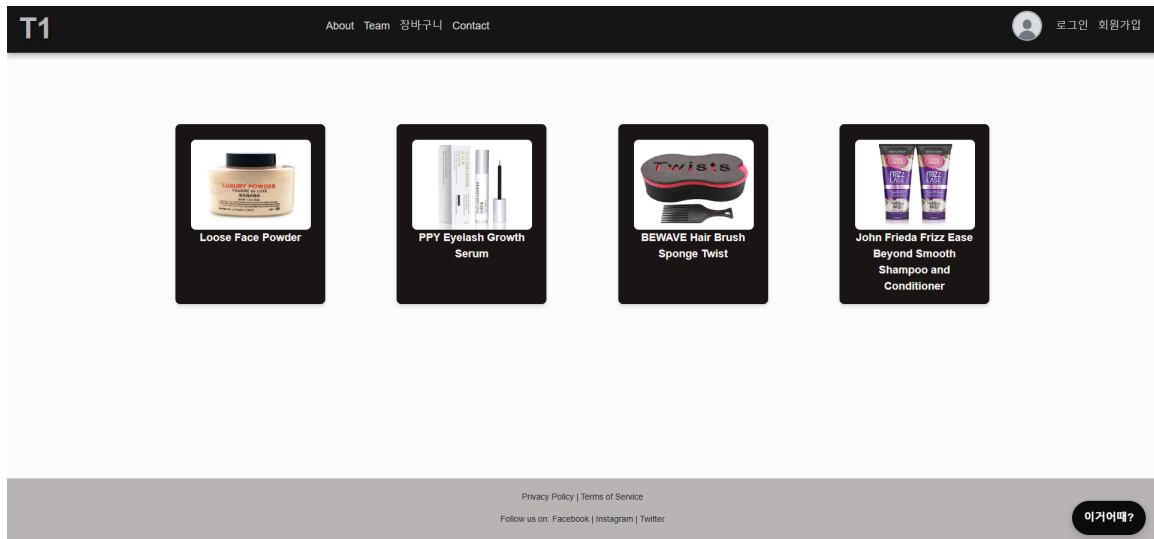 T1
About Team 장바구니 Contact
로그인 회원가입
LUXURY POWDER
POUDRE de LUXE
BANANA
Loose Face Powder
PPY Eyelash Growth
Serum
Twists
BEWAVE Hair Brush
Sponge Twist
FRIZZ
EASE
FRIZZ
EASE
John Frieda Frizz Ease
Beyond Smooth
Shampoo and
Conditioner
Privacy Policy | Terms of Service
Follow us on: Facebook | Instagram | Twitter
이거어때?